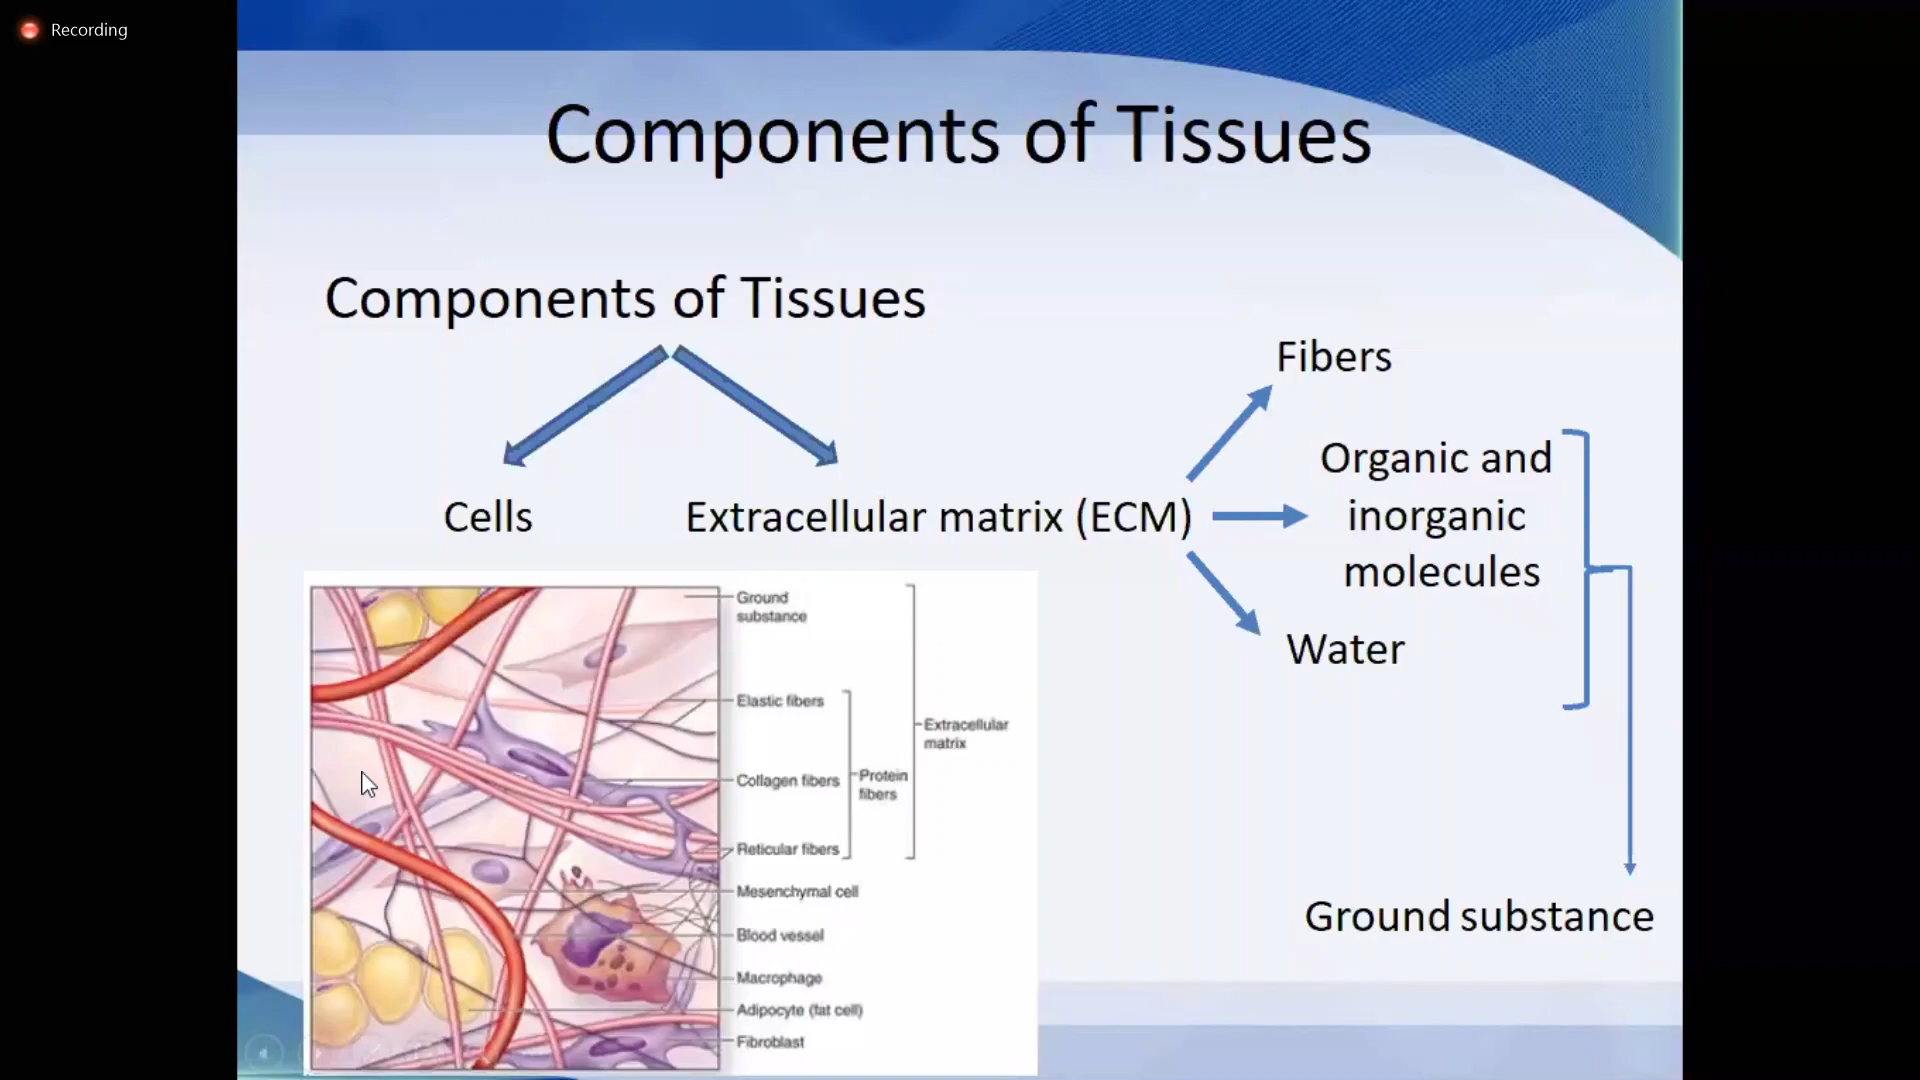 Recording
Components of Tissues
Components of Tissues
Cells
Extracellular matrix (ECM)
Fibers
Organic and
inorganic
molecules
Water
Ground substance
Ground
substance
Elastic fibers
Collagen fibers
Reticular fibers
Protein
fibers
Extracellular
matrix
Mesenchymal cell
Blood vessel
Macrophage
Adipocyte (fat cell)
Fibroblast